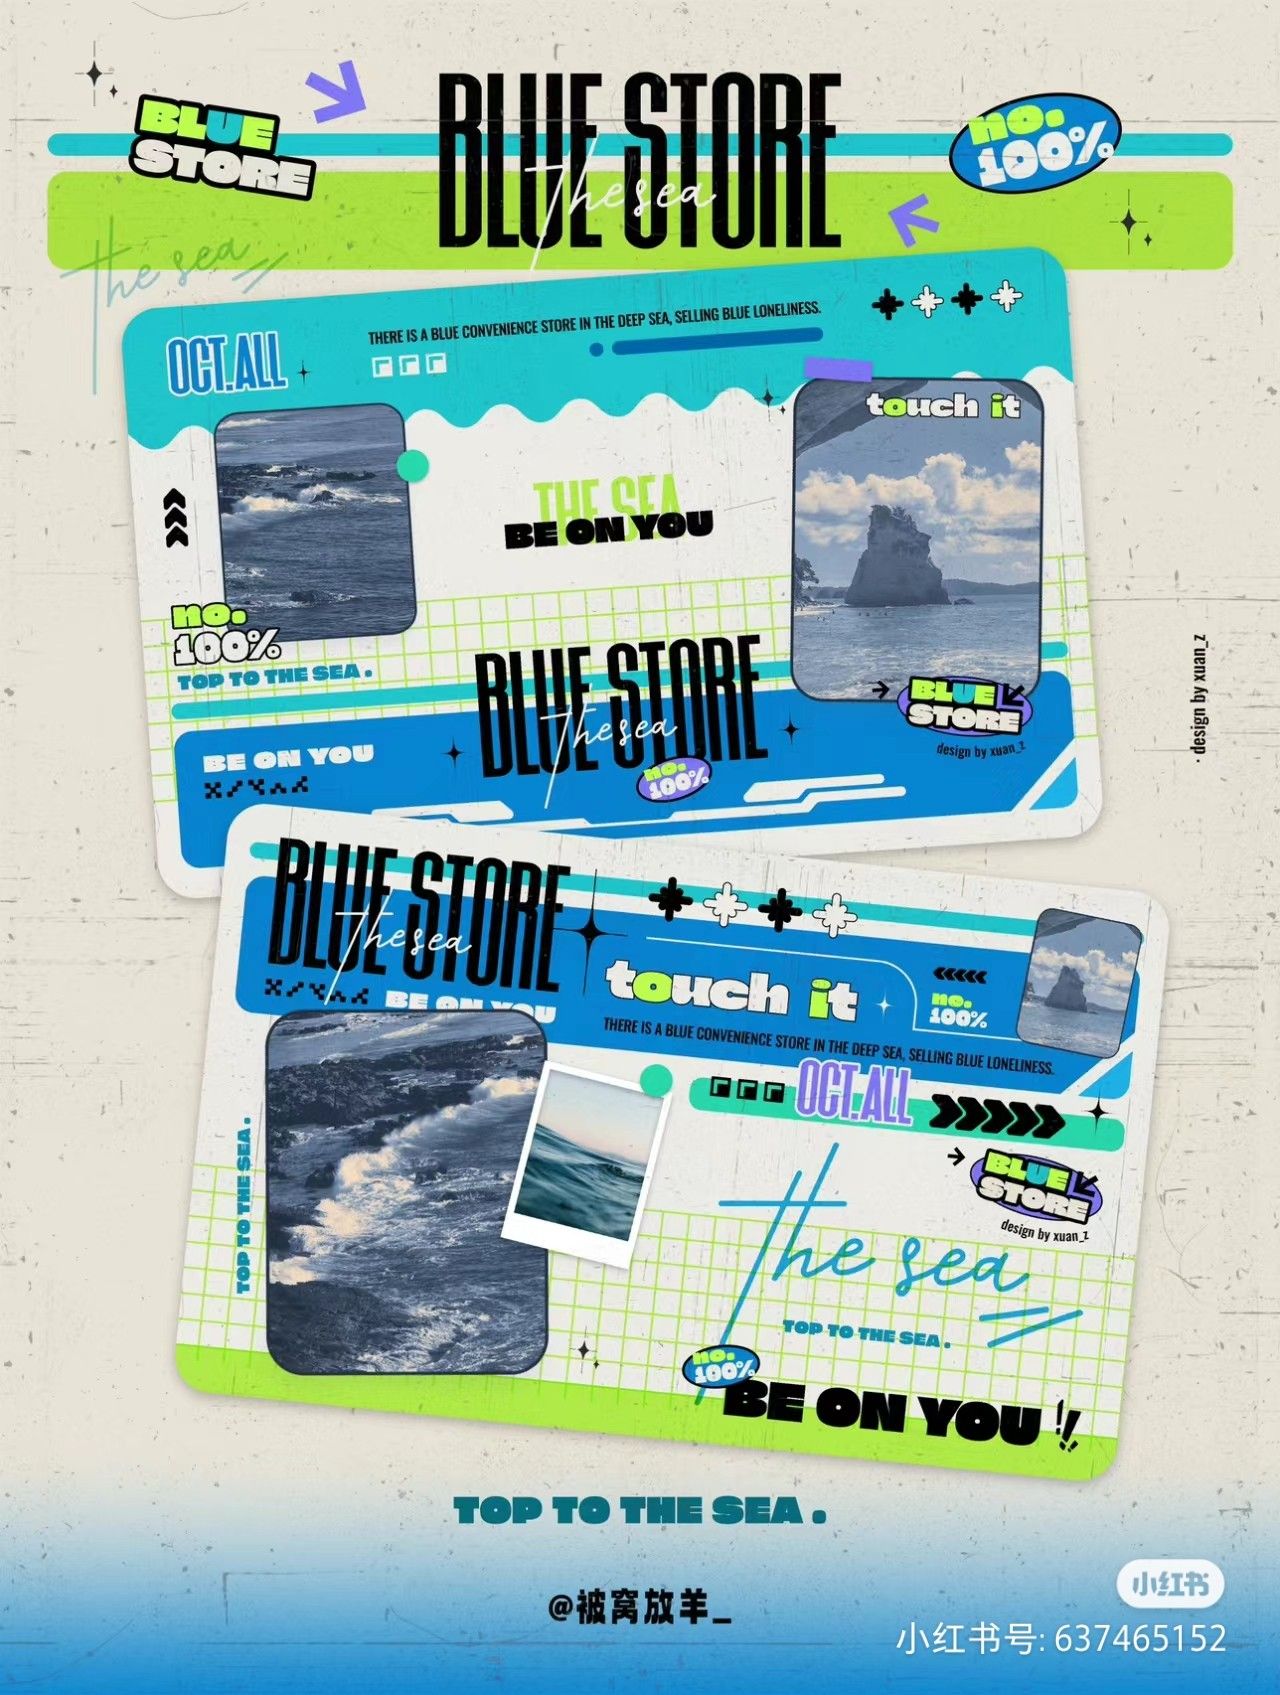 BLUE STORE
The sea
BLUE
STORE
no.
100%
the sea
OCT.ALL
THERE IS A BLUE CONVENIENCE STORE IN THE DEEP SEA, SELLING BLUE LONELINESS.
touch it
THE SEA
BE ON YOU
no.
100%
TOP TO THE SEA .
BLUE STORE
The sea
no.
100%
BE ON YOU
BLUE
STORE
design by xuan_z
· design by xuan_z
BLUE STORE
The sea
BE ON YOU
touch it
no.
100%
THERE IS A BLUE CONVENIENCE STORE IN THE DEEP SEA, SELLING BLUE LONELINESS.
OCT.ALL
BLUE
STORE
design by xuan_z
TOP TO THE SEA .
the sea
TOP TO THE SEA .
no.
100%
BE ON YOU !!
TOP TO THE SEA .
@被窝放羊_
小红书
小红书号: 637465152